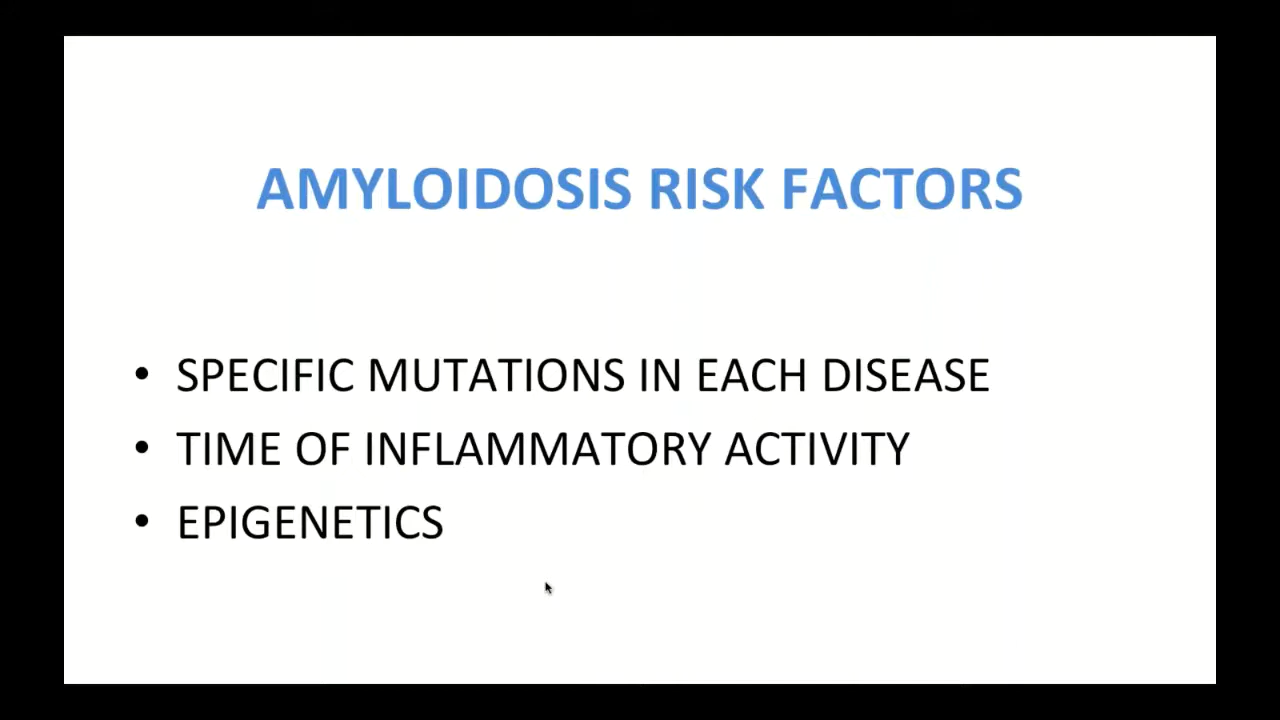 AMYLOIDOSIS RISK FACTORS
• SPECIFIC MUTATIONS IN EACH DISEASE
• TIME OF INFLAMMATORY ACTIVITY
• EPIGENETICS